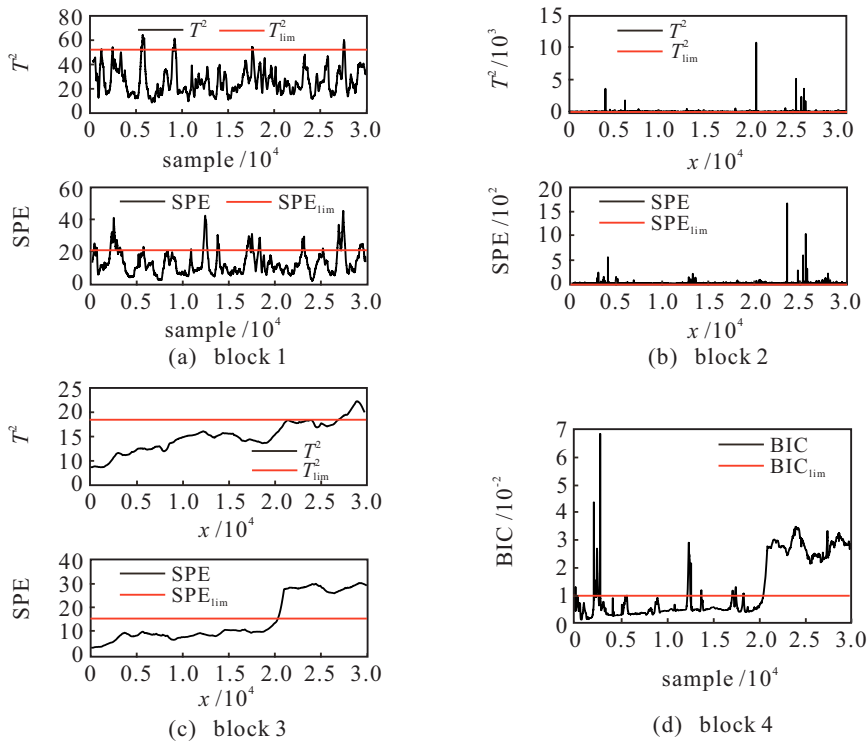 T² T²lim
T²
80
60
40
20
0
0 0.5 1.0 1.5 2.0 2.5 3.0
sample /10⁴
SPE SPElim
SPE
60
40
20
0
0 0.5 1.0 1.5 2.0 2.5 3.0
sample /10⁴
(a) block 1
T²
T²lim
T² /10³
15
10
5
0
0 0.5 1.0 1.5 2.0 2.5 3.0
x /10⁴
SPE
SPElim
SPE /10²
20
15
10
5
0
0 0.5 1.0 1.5 2.0 2.5 3.0
x /10⁴
(b) block 2
T²
25
20
15
10
0
T²
T²lim
0 0.5 1.0 1.5 2.0 2.5 3.0
x /10⁴
SPE
SPElim
SPE
40
30
20
10
0
0 0.5 1.0 1.5 2.0 2.5 3.0
x /10⁴
(c) block 3
BIC
BIClim
BIC /10⁻²
7
6
5
4
3
2
1
0
0 0.5 1.0 1.5 2.0 2.5 3.0
sample /10⁴
(d) block 4